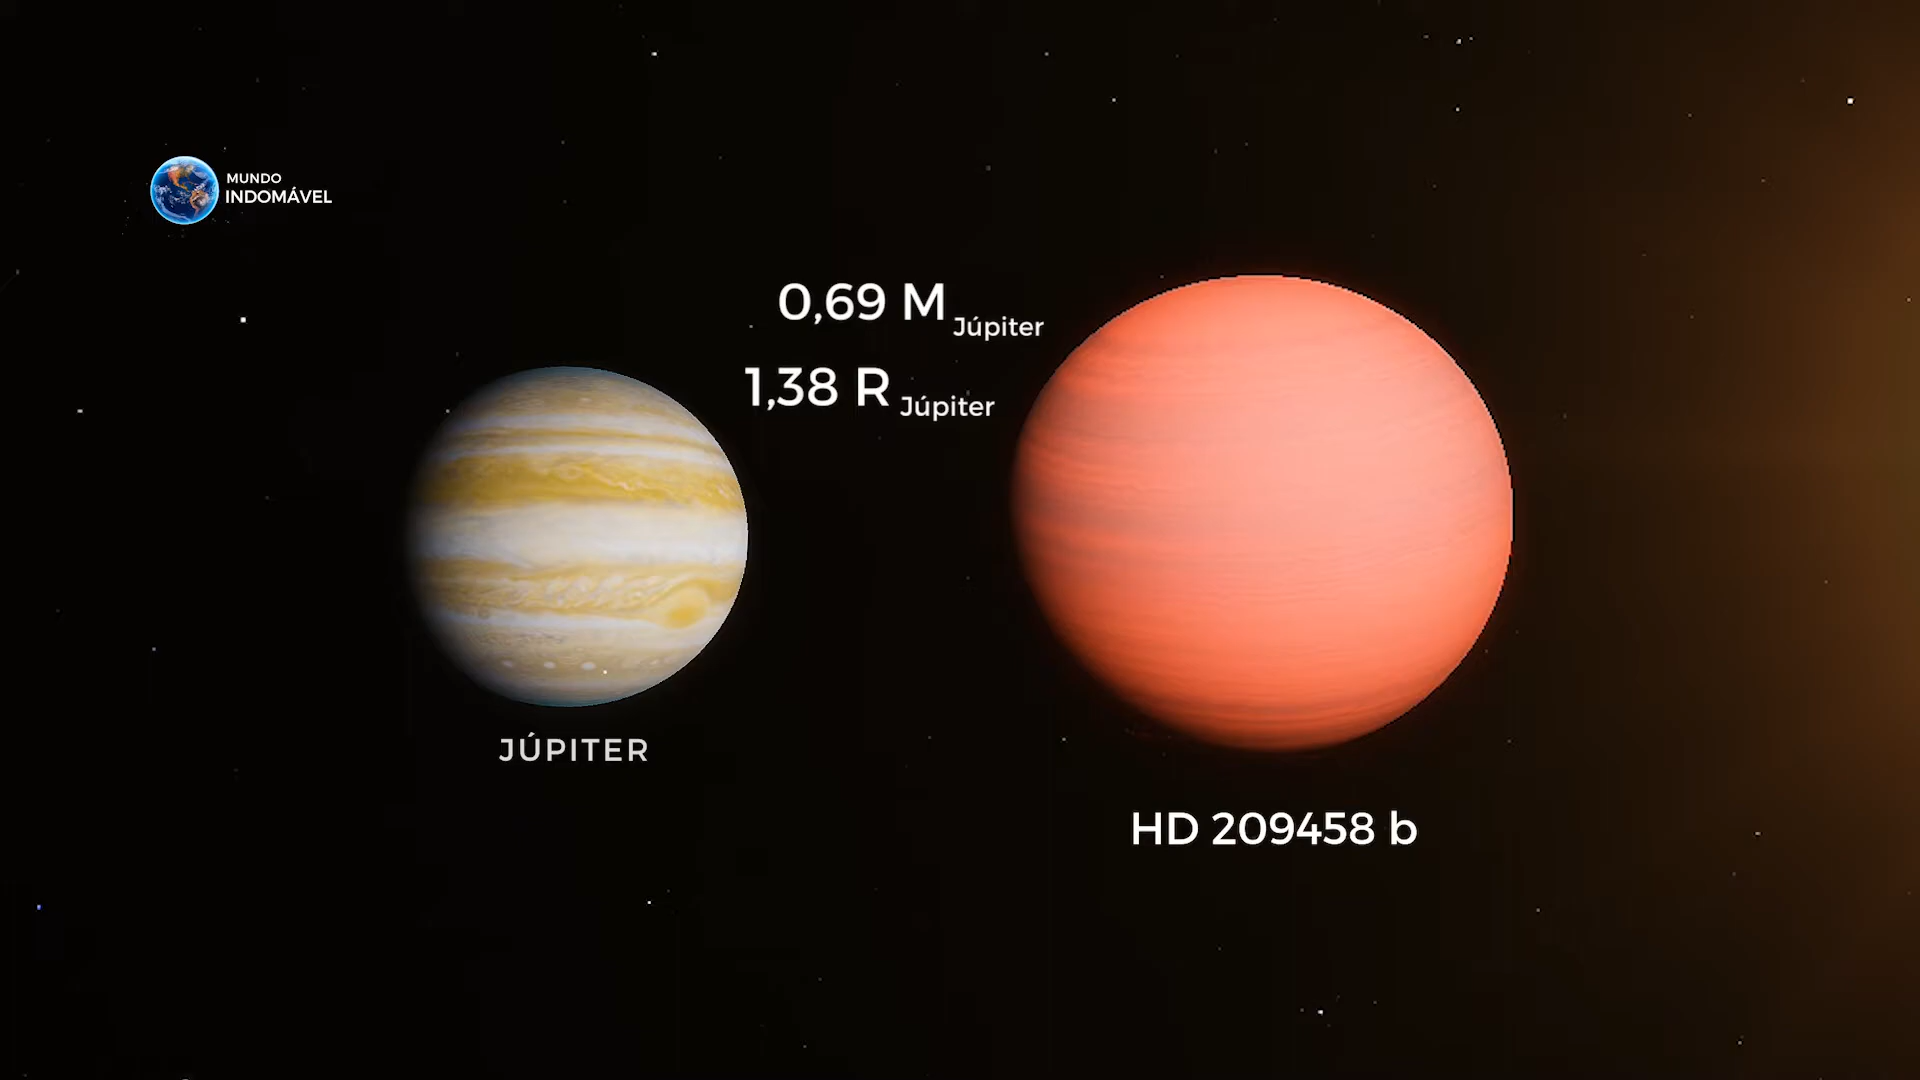 MUNDO
INDOMÁVEL
0,69 M Júpiter
1,38 R Júpiter
JÚPITER
HD 209458 b